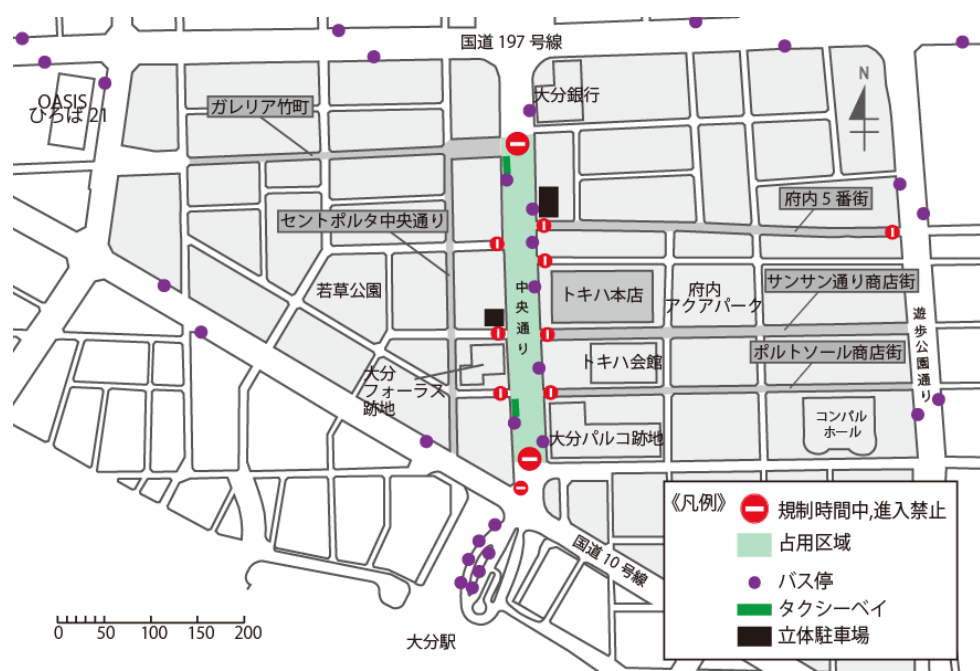 国道197号線
OASIS
ひろば21
ガレリア竹町
大分銀行
N
府内5番街
セントポルタ中央通り
若草公園
中央通り
トキハ本店
府内
アクアパーク
サンサン通り商店街
遊歩公園通り
ポルトソール商店街
トキハ会館
大分
フォーラス
跡地
大分パルコ跡地
コンパル
ホール
《凡例》
規制時間中,進入禁止
占用区域
バス停
タクシーベイ
立体駐車場
国道10号線
0 50 100 150 200
大分駅